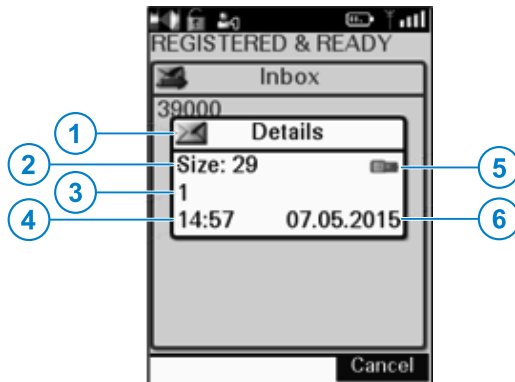 REGISTERED & READY
Inbox
39000
1 Details
2 Size: 29 5
3 1
4 14:57 07.05.2015 6
Cancel